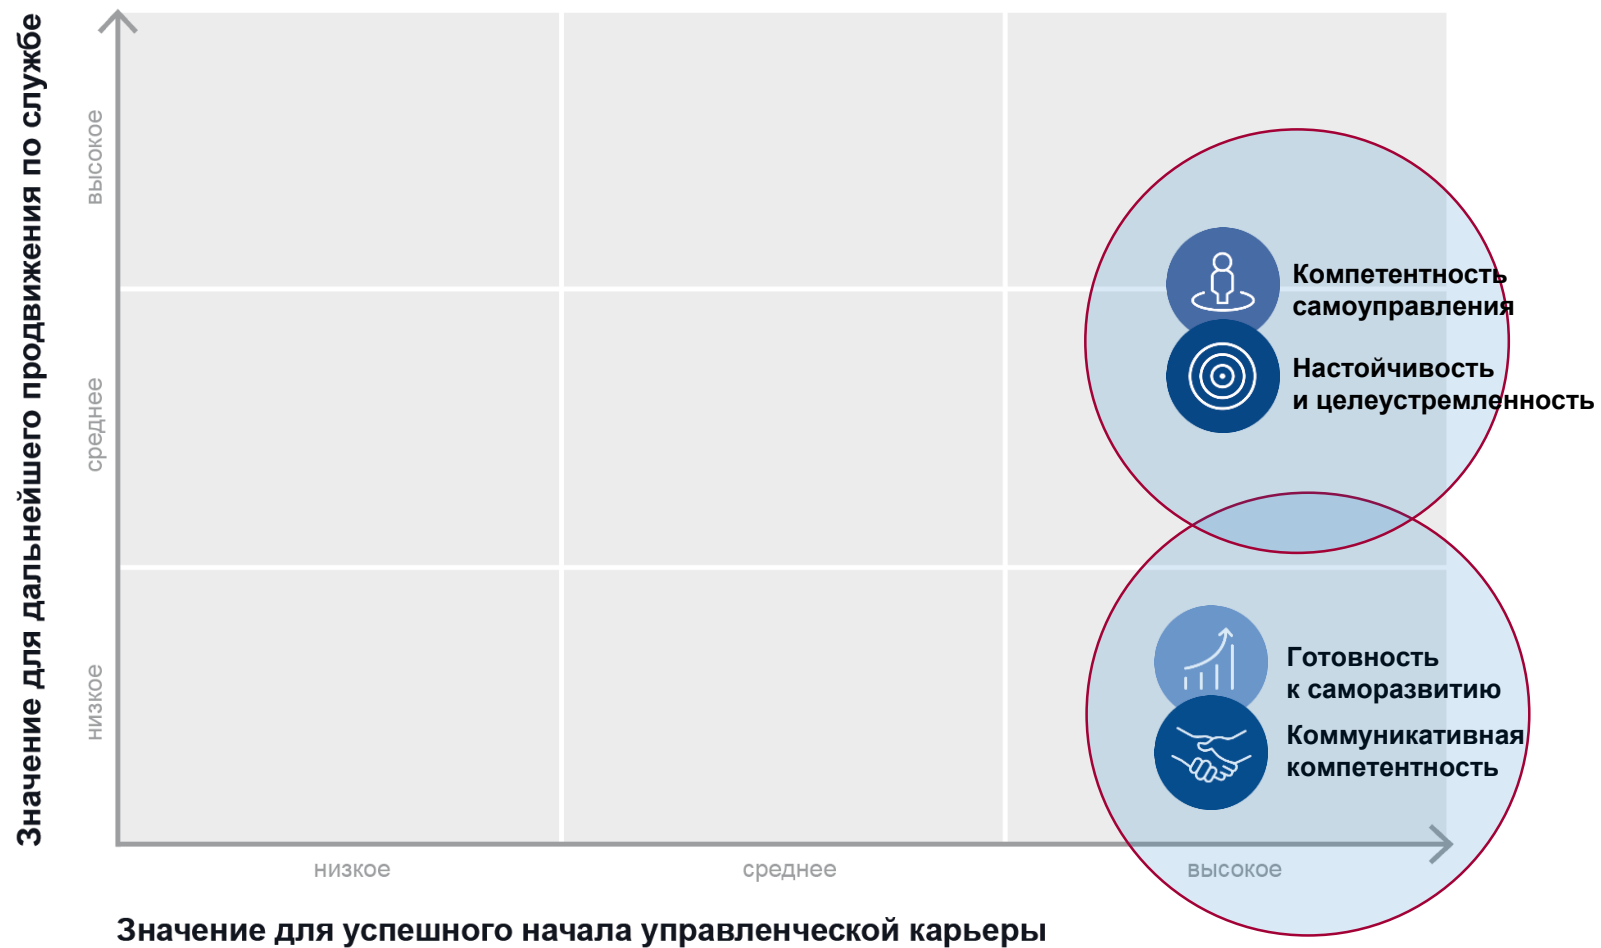 Значение для дальнейшего продвижения по службе
высокое
среднее
низкое
Компетентность
самоуправления
Настойчивость
и целеустремленность
Готовность
к саморазвитию
Коммуникативная
компетентность
низкое
среднее
высокое
Значение для успешного начала управленческой карьеры